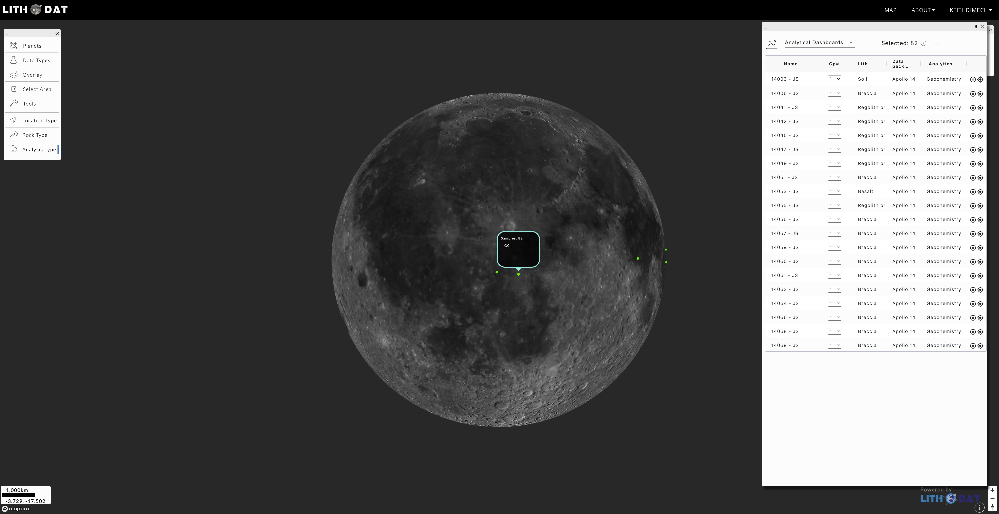 LITH DAT
MAP ABOUT KEITHDIMECH
Planets
Data Types
Overlay
Select Area
Tools
Location Type
Rock Type
Analysis Type
Samples: 82
GC
Analytical Dashboards Selected: 82
Name Gp# Lith... Data pack... Analytics
14003 - JS 1 Soil Apollo 14 Geochemistry
14006 - JS 1 Breccia Apollo 14 Geochemistry
14041 - JS 1 Regolith br Apollo 14 Geochemistry
14042 - JS 1 Regolith br Apollo 14 Geochemistry
14045 - JS 1 Regolith br Apollo 14 Geochemistry
14047 - JS 1 Regolith br Apollo 14 Geochemistry
14049 - JS 1 Regolith br Apollo 14 Geochemistry
14051 - JS 1 Breccia Apollo 14 Geochemistry
14053 - JS 1 Basalt Apollo 14 Geochemistry
14055 - JS 1 Regolith br Apollo 14 Geochemistry
14056 - JS 1 Breccia Apollo 14 Geochemistry
14057 - JS 1 Breccia Apollo 14 Geochemistry
14059 - JS 1 Breccia Apollo 14 Geochemistry
14060 - JS 1 Breccia Apollo 14 Geochemistry
14061 - JS 1 Breccia Apollo 14 Geochemistry
14063 - JS 1 Breccia Apollo 14 Geochemistry
14064 - JS 1 Breccia Apollo 14 Geochemistry
14066 - JS 1 Breccia Apollo 14 Geochemistry
14068 - JS 1 Breccia Apollo 14 Geochemistry
14069 - JS 1 Breccia Apollo 14 Geochemistry
1,000km
-3.729, -17.502
mapbox
Powered by
LITH DAT